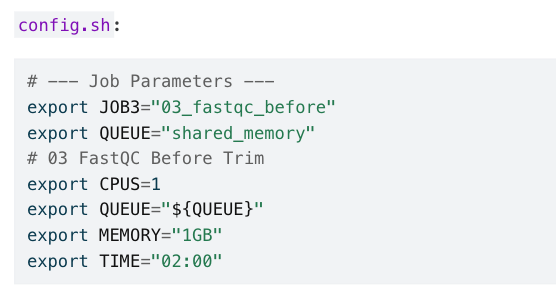 config.sh:
# --- Job Parameters ---
export JOB3="03_fastqc_before"
export QUEUE="shared_memory"
# 03 FastQC Before Trim
export CPUS=1
export QUEUE="${QUEUE}"
export MEMORY="1GB"
export TIME="02:00"